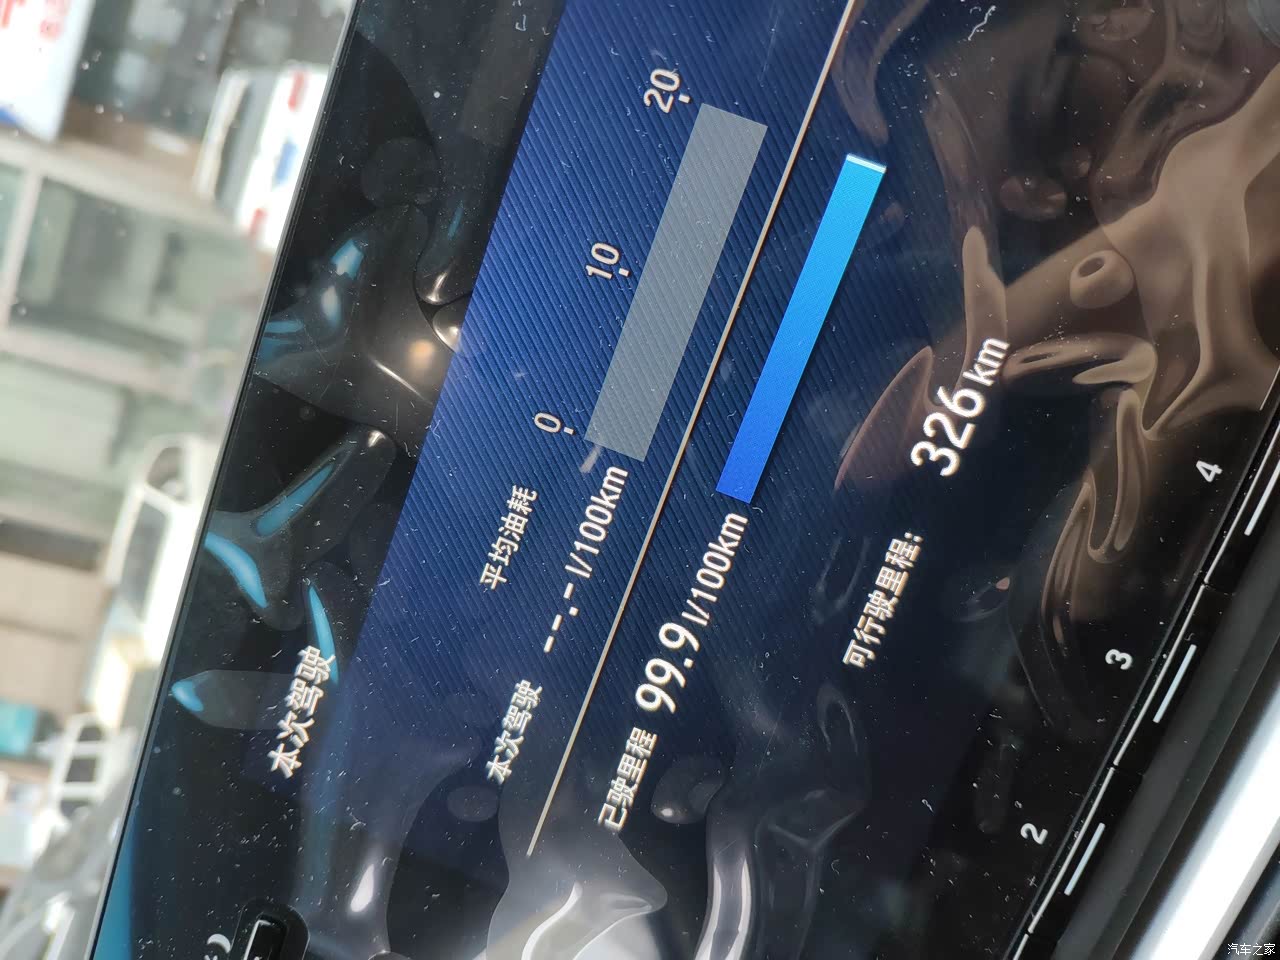 本次驾驶
平均油耗
0 10 20
本次驾驶 --.- l/100km
已驶里程 99.9 l/100km
可行驶里程: 326 km
2 3 4
汽车之家